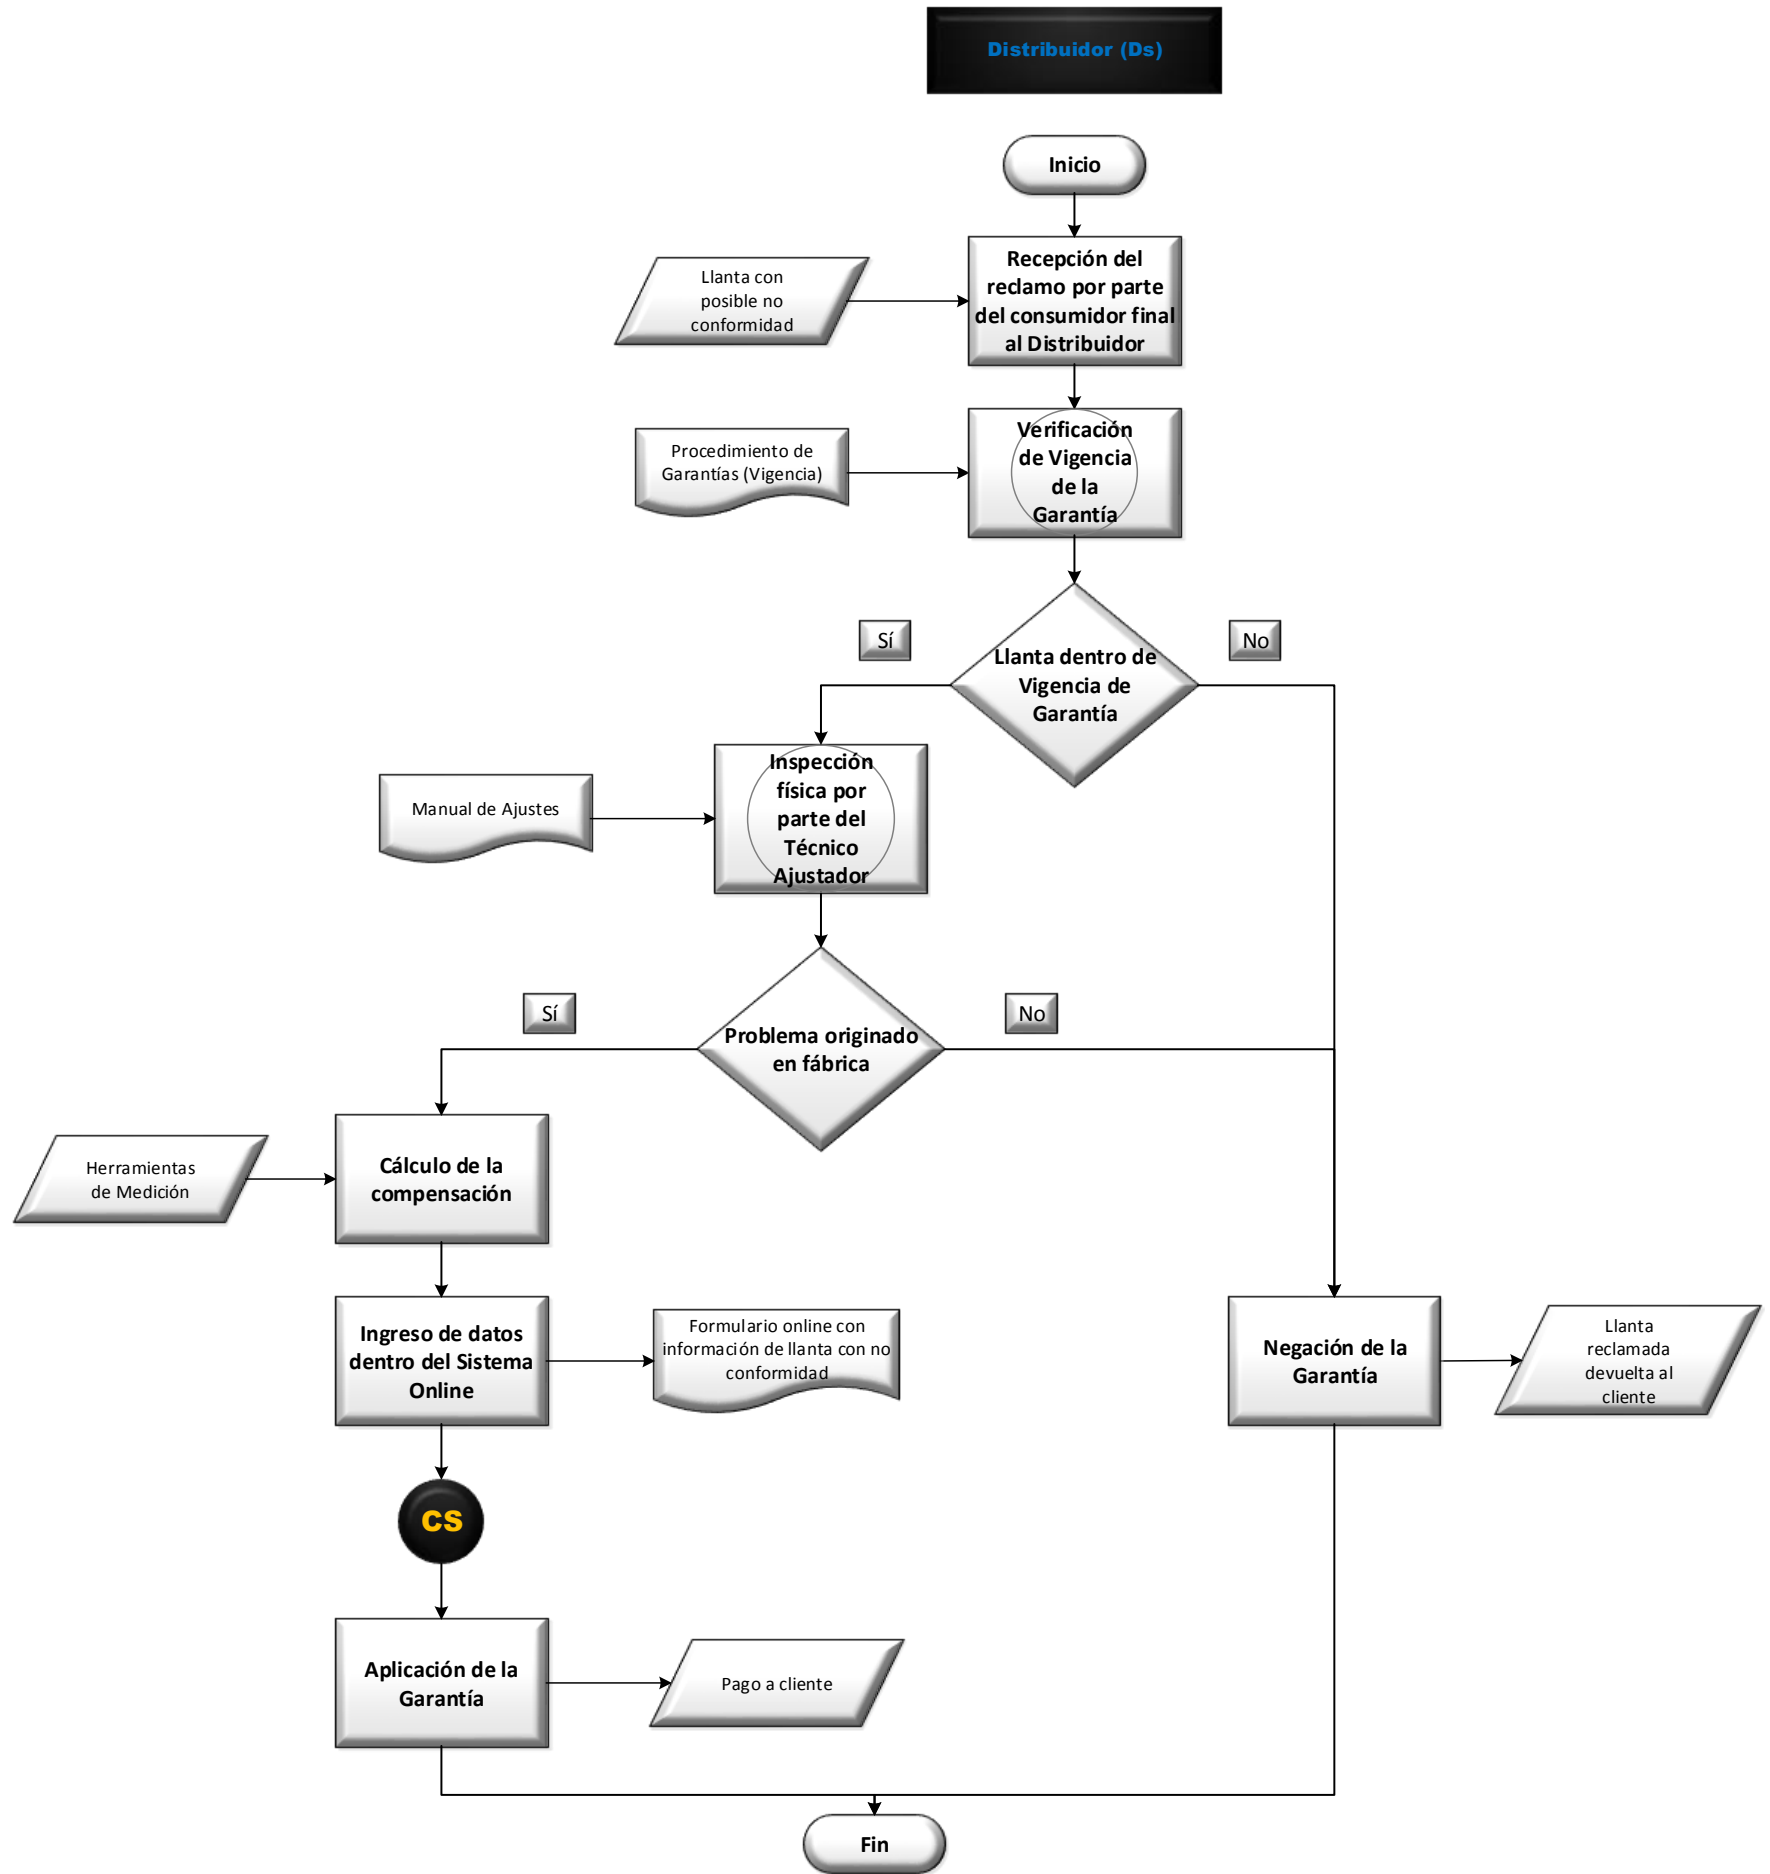 Distribuidor (Ds)
Inicio
Recepción del
reclamo por parte
del consumidor final
al Distribuidor
Llanta con
posible no
conformidad
Verificación
de Vigencia
de la
Garantía
Procedimiento de
Garantías (Vigencia)
Sí
No
Llanta dentro de
Vigencia de
Garantía
Inspección
física por
parte del
Técnico
Ajustador
Manual de Ajustes
Sí
No
Problema originado
en fábrica
Cálculo de la
compensación
Herramientas
de Medición
Ingreso de datos
dentro del Sistema
Online
Formulario online con
información de llanta con no
conformidad
Negación de la
Garantía
Llanta
reclamada
devuelta al
cliente
CS
Aplicación de la
Garantía
Pago a cliente
Fin